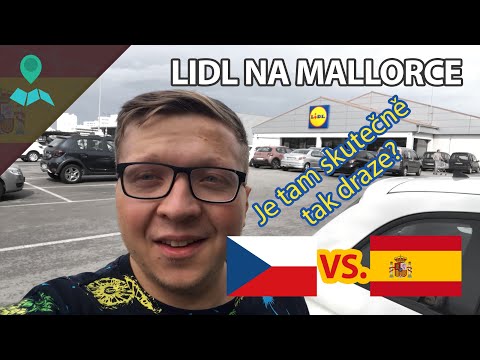 LIDL NA MALLORCE
LiDL
Je tam skutečně
tak draze?
VS.